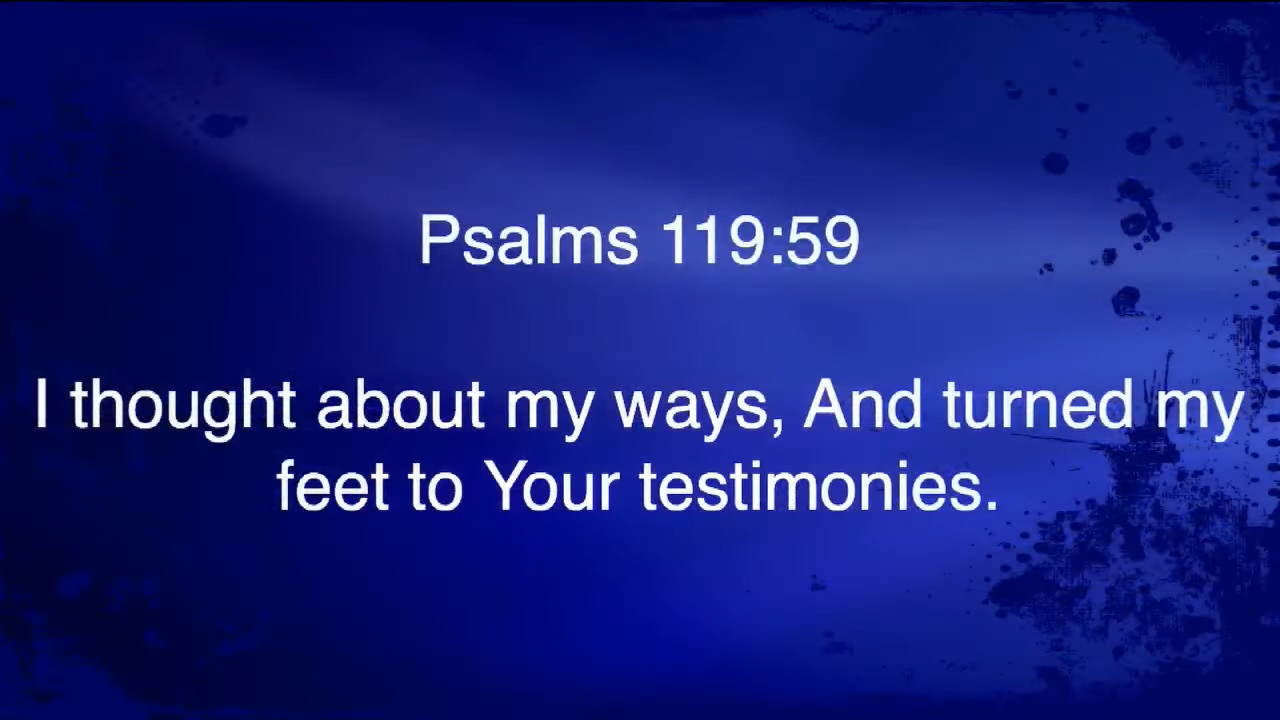 Psalms 119:59
I thought about my ways, And turned my
feet to Your testimonies.